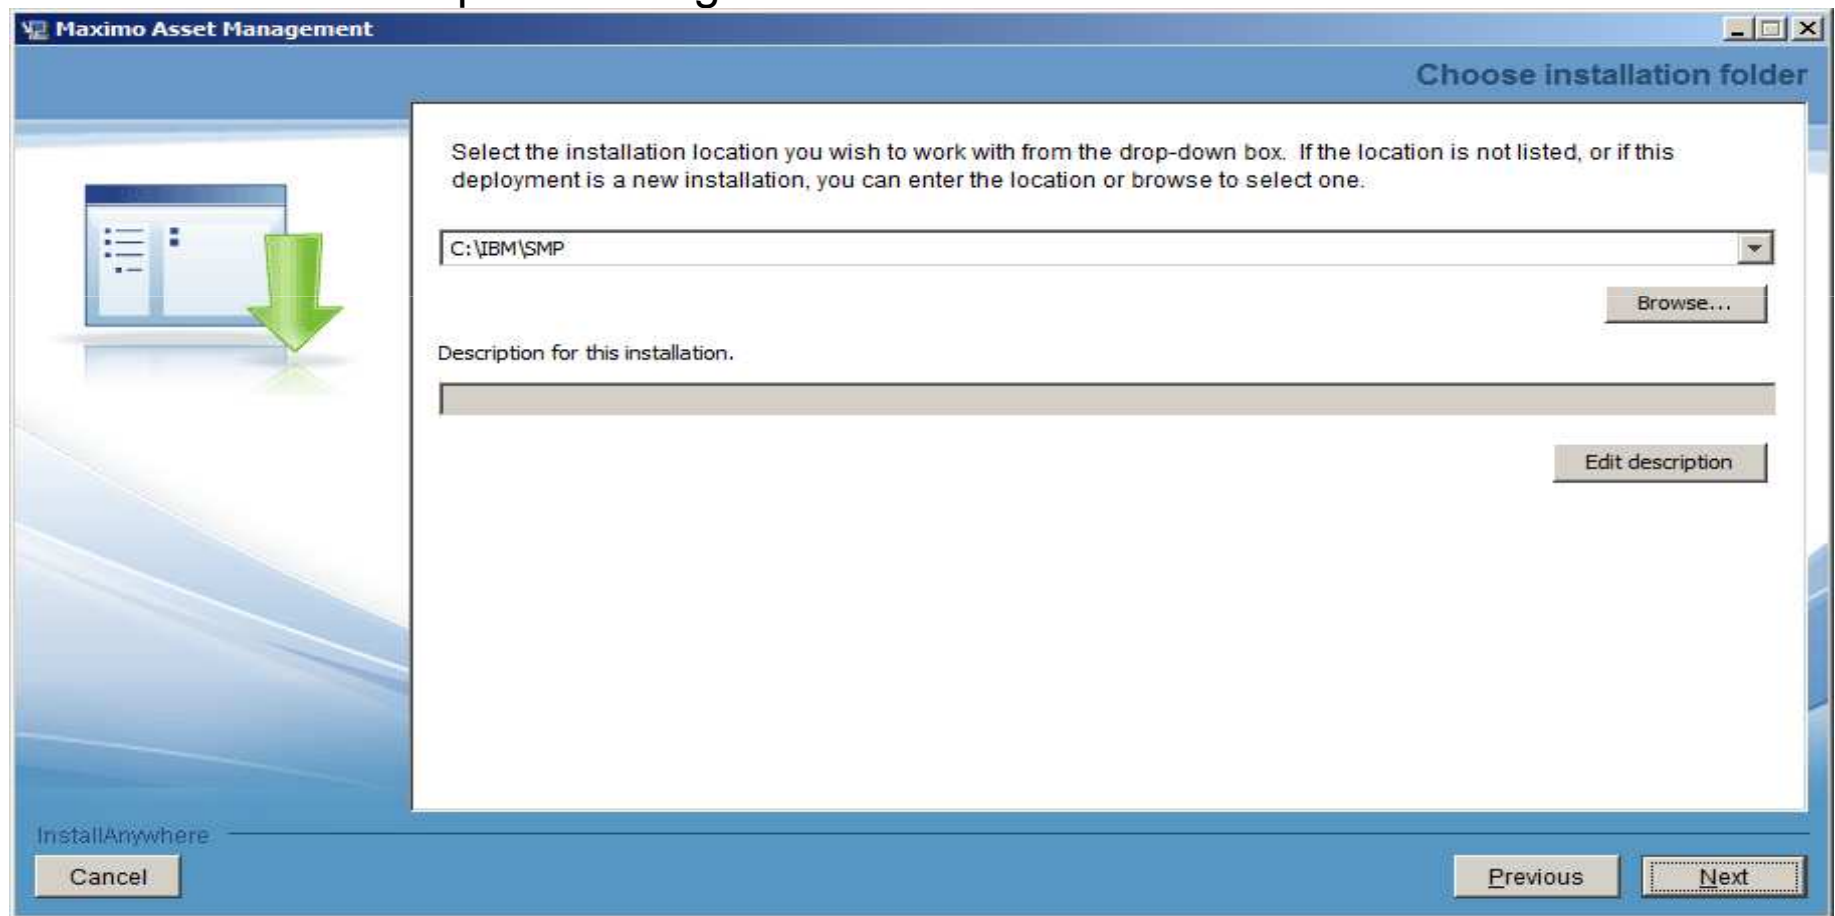 Maximo Asset Management
Choose installation folder
Select the installation location you wish to work with from the drop-down box. If the location is not listed, or if this
deployment is a new installation, you can enter the location or browse to select one.
C:\IBM\SMP
Browse...
Description for this installation.
Edit description
InstallAnywhere
Cancel
Previous
Next